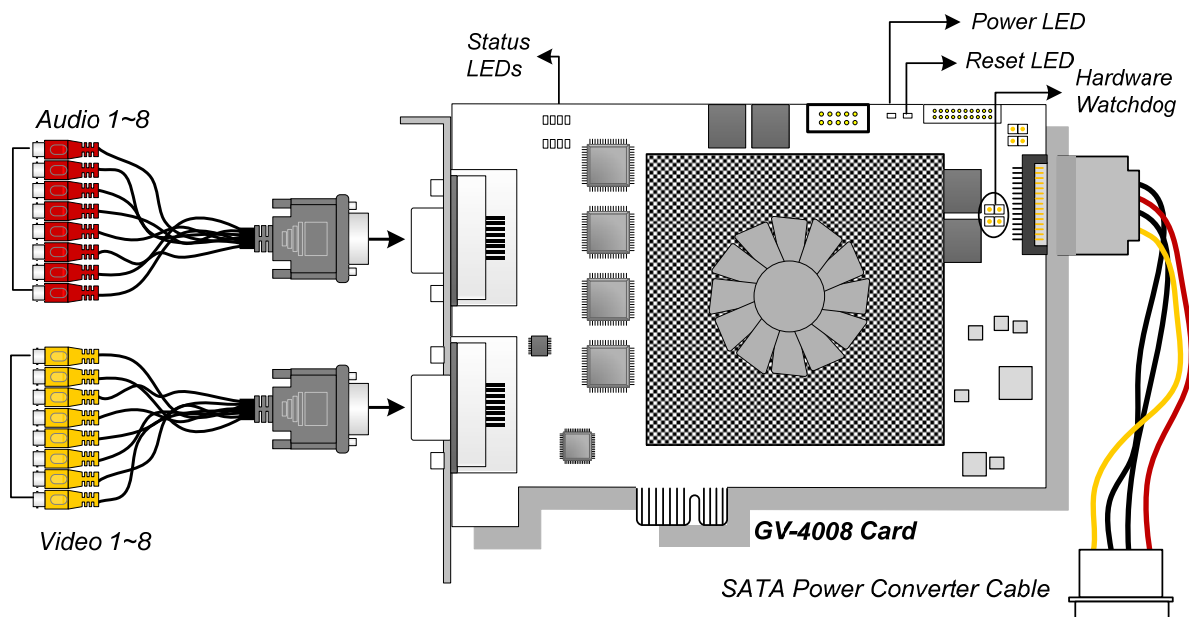 Power LED
Status
LEDs
Reset LED
Hardware
Watchdog
Audio 1~8
Video 1~8
GV-4008 Card
SATA Power Converter Cable